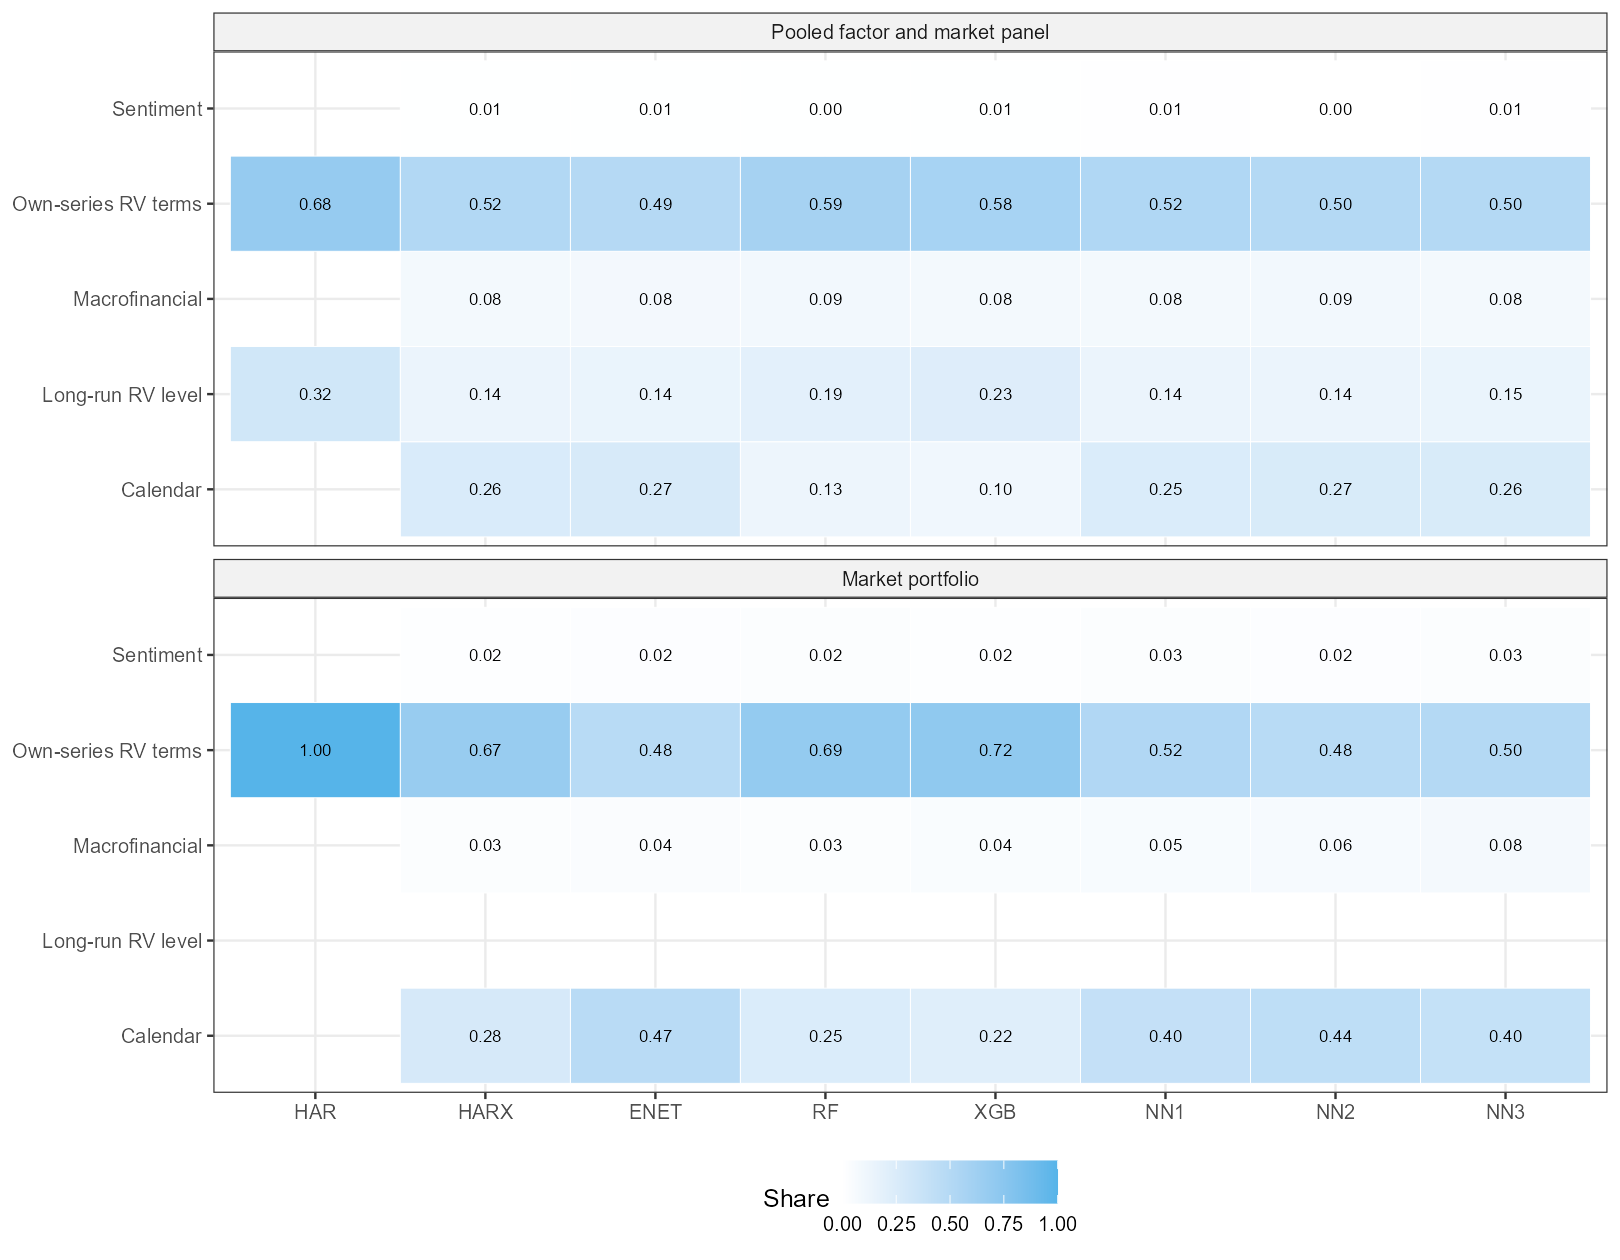 Pooled factor and market panel
Sentiment 0.01 0.01 0.00 0.01 0.01 0.00 0.01
Own-series RV terms 0.68 0.52 0.49 0.59 0.58 0.52 0.50 0.50
Macrofinancial 0.08 0.08 0.09 0.08 0.08 0.09 0.08
Long-run RV level 0.32 0.14 0.14 0.19 0.23 0.14 0.14 0.15
Calendar 0.26 0.27 0.13 0.10 0.25 0.27 0.26
Market portfolio
Sentiment 0.02 0.02 0.02 0.02 0.03 0.02 0.03
Own-series RV terms 1.00 0.67 0.48 0.69 0.72 0.52 0.48 0.50
Macrofinancial 0.03 0.04 0.03 0.04 0.05 0.06 0.08
Long-run RV level
Calendar 0.28 0.47 0.25 0.22 0.40 0.44 0.40
HAR HARX ENET RF XGB NN1 NN2 NN3
Share
0.00 0.25 0.50 0.75 1.00